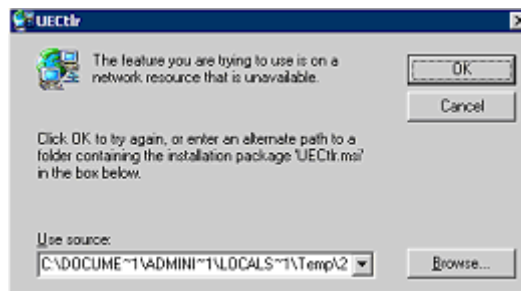 UECtlr
The feature you are trying to use is on a
network resource that is unavailable.
OK
Cancel
Click OK to try again, or enter an alternate path to a
folder containing the installation package 'UECtlr.msi'
in the box below.
Use source:
C:\DOCUME~1\ADMINI~1\LOCALS~1\Temp\2
Browse...